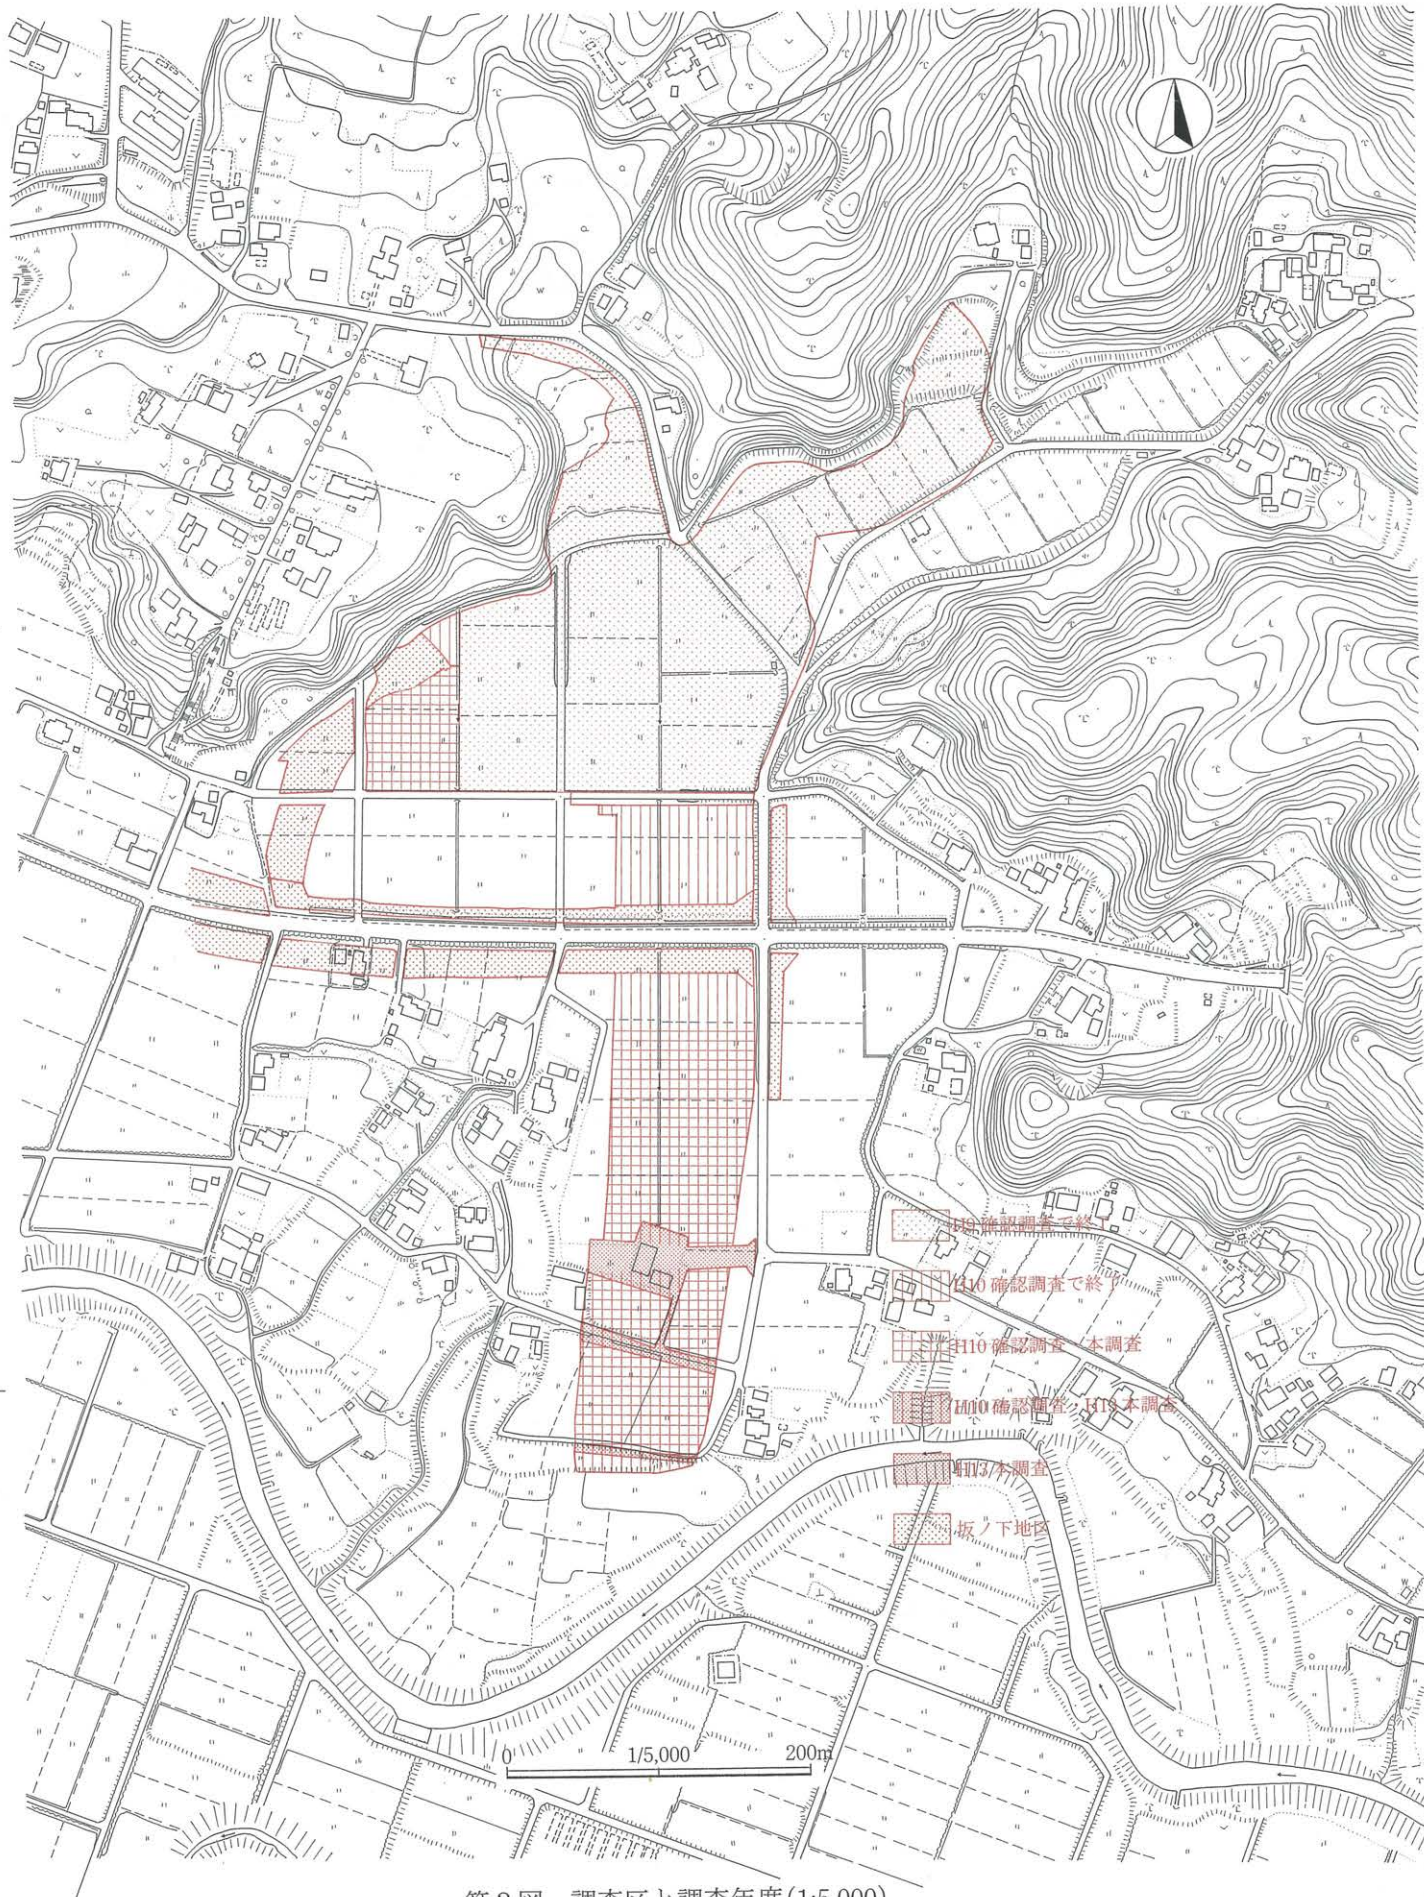 H9 確認調査で終了
H10 確認調査で終了
H10 確認調査・本調査
H10 確認調査・H13 本調査
H13 本調査
坂ノ下地区
0 1/5,000 200m
第2図 調査区と調査年度(1:5,000)